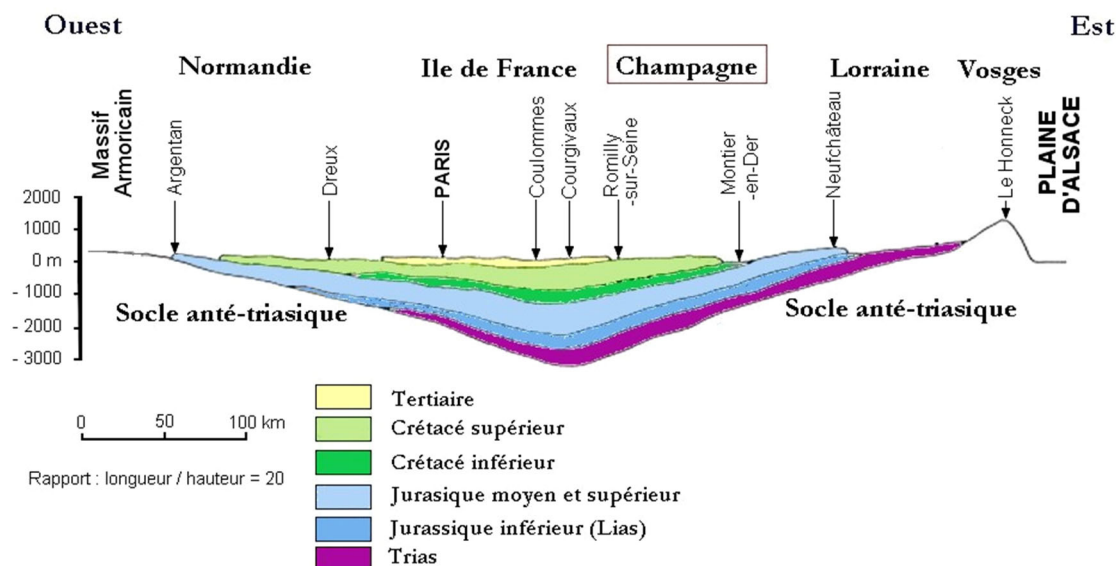 Ouest
Est
Normandie
Ile de France
Champagne
Lorraine
Vosges
Massif
Armoricain
Argentan
Dreux
PARIS
Coulommes
Courgivaux
Romilly
-sur-Seine
Montier
-en-Der
Neufchâteau
Le Honneck
PLAINE
D'ALSACE
2000
1000
0 m
- 1000
- 2000
- 3000
Socle anté-triasique
Socle anté-triasique
0
50
100 km
Rapport : longueur / hauteur = 20
Tertiaire
Crétacé supérieur
Crétacé inférieur
Jurasique moyen et supérieur
Jurassique inférieur (Lias)
Trias